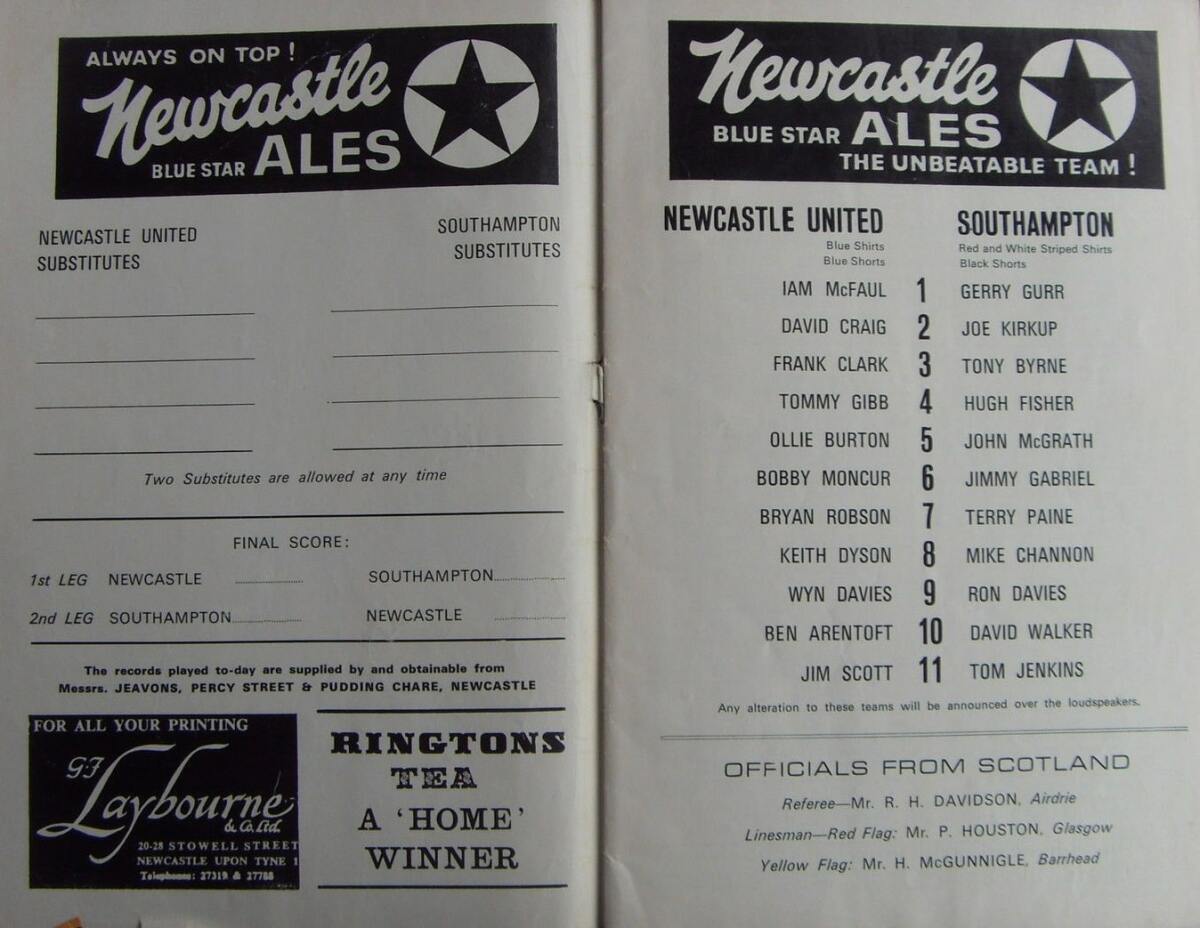 ALWAYS ON TOP!
Newcastle
BLUE STAR ALES
NEWCASTLE UNITED
SUBSTITUTES
SOUTHAMPTON
SUBSTITUTES
Two Substitutes are allowed at any time
FINAL SCORE:
1st LEG NEWCASTLE SOUTHAMPTON
2nd LEG SOUTHAMPTON NEWCASTLE
The records played to-day are supplied by and obtainable from
Messrs. JEAVONS, PERCY STREET & PUDDING CHARE, NEWCASTLE
FOR ALL YOUR PRINTING
G.F
Laybourne
& Co. Ltd.
20-28 STOWELL STREET
NEWCASTLE UPON TYNE 1
Telephones: 27319 & 27788
RINGTONS
TEA
A 'HOME'
WINNER
Newcastle
BLUE STAR ALES
THE UNBEATABLE TEAM!
NEWCASTLE UNITED SOUTHAMPTON
Blue Shirts Red and White Striped Shirts
Blue Shorts Black Shorts
IAM McFAUL 1 GERRY GURR
DAVID CRAIG 2 JOE KIRKUP
FRANK CLARK 3 TONY BYRNE
TOMMY GIBB 4 HUGH FISHER
OLLIE BURTON 5 JOHN McGRATH
BOBBY MONCUR 6 JIMMY GABRIEL
BRYAN ROBSON 7 TERRY PAINE
KEITH DYSON 8 MIKE CHANNON
WYN DAVIES 9 RON DAVIES
BEN ARENTOFT 10 DAVID WALKER
JIM SCOTT 11 TOM JENKINS
Any alteration to these teams will be announced over the loudspeakers.
OFFICIALS FROM SCOTLAND
Referee—Mr. R. H. DAVIDSON, Airdrie
Linesman—Red Flag: Mr. P. HOUSTON, Glasgow
Yellow Flag: Mr. H. McGUNNIGLE, Barrhead